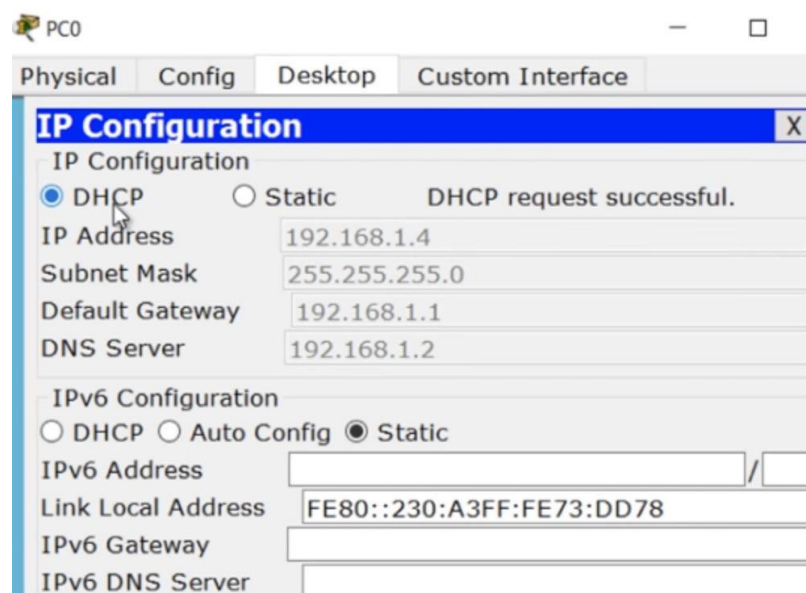 PC0
Physical Config Desktop Custom Interface
IP Configuration X
IP Configuration
DHCP Static DHCP request successful.
IP Address 192.168.1.4
Subnet Mask 255.255.255.0
Default Gateway 192.168.1.1
DNS Server 192.168.1.2
IPv6 Configuration
DHCP Auto Config Static
IPv6 Address /
Link Local Address FE80::230:A3FF:FE73:DD78
IPv6 Gateway
IPv6 DNS Server